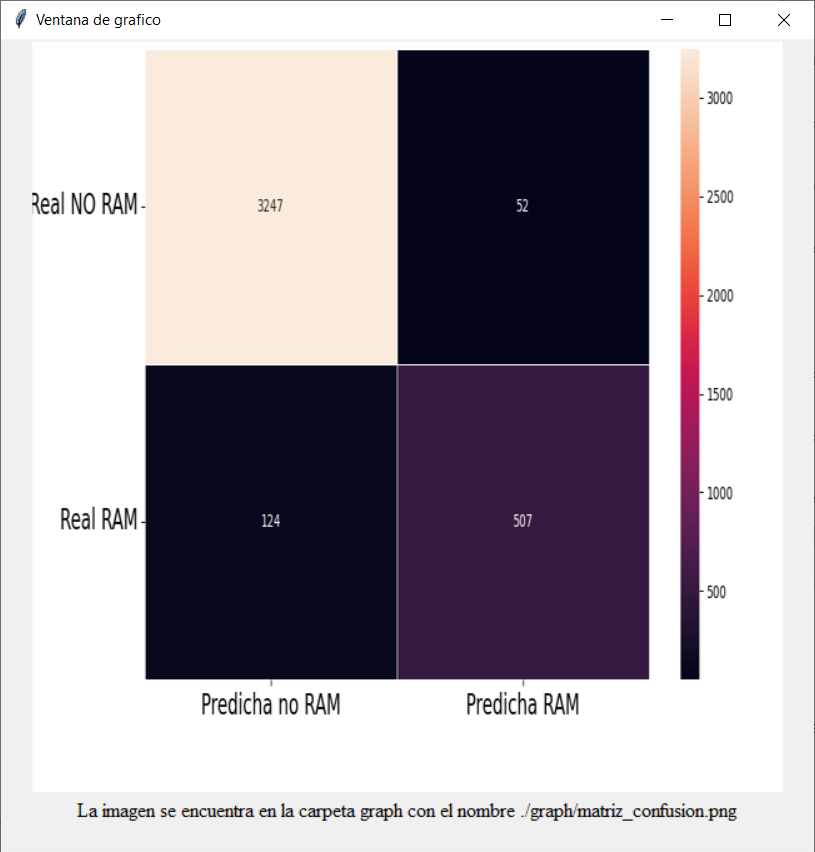 Ventana de grafico
3000
Real NO RAM
3247
52
2500
2000
1500
1000
Real RAM
124
507
500
Predicha no RAM
Predicha RAM
La imagen se encuentra en la carpeta graph con el nombre ./graph/matriz_confusion.png